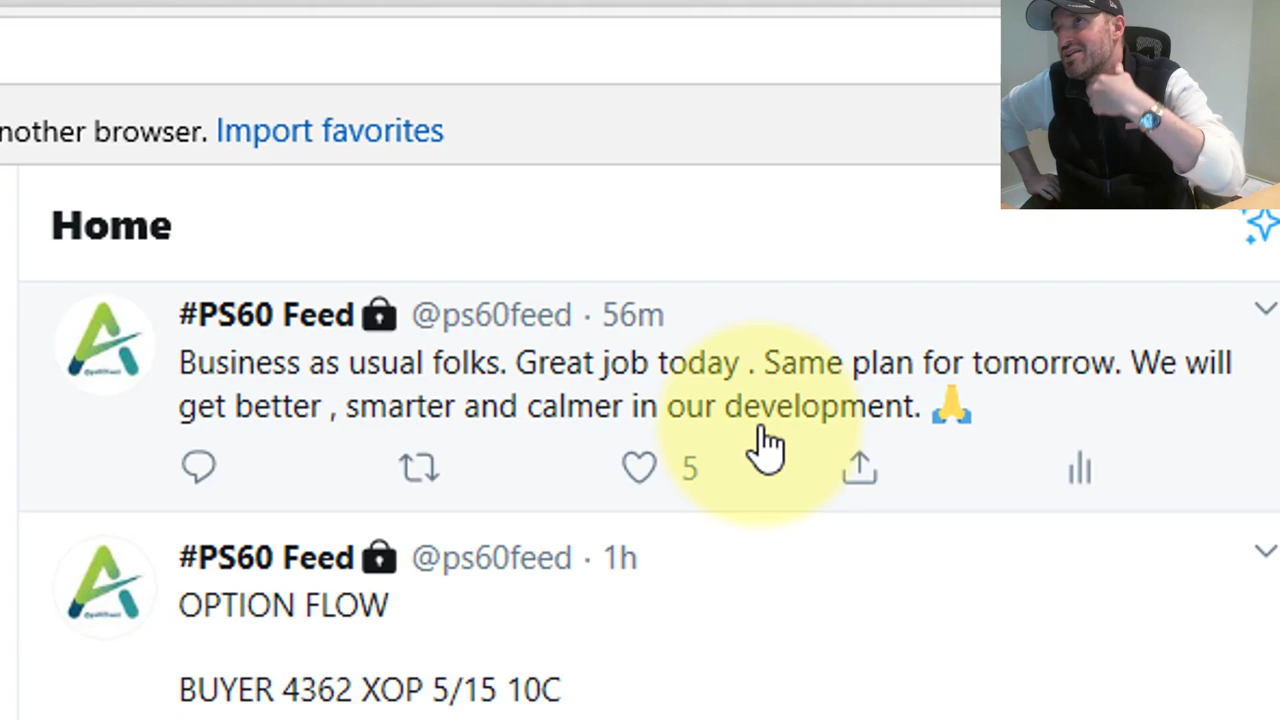 nother browser. Import favorites
Home
#PS60 Feed @ps60feed · 56m
Business as usual folks. Great job today . Same plan for tomorrow. We will
get better , smarter and calmer in our development. 🙏
5
#PS60 Feed @ps60feed · 1h
OPTION FLOW
BUYER 4362 XOP 5/15 10C